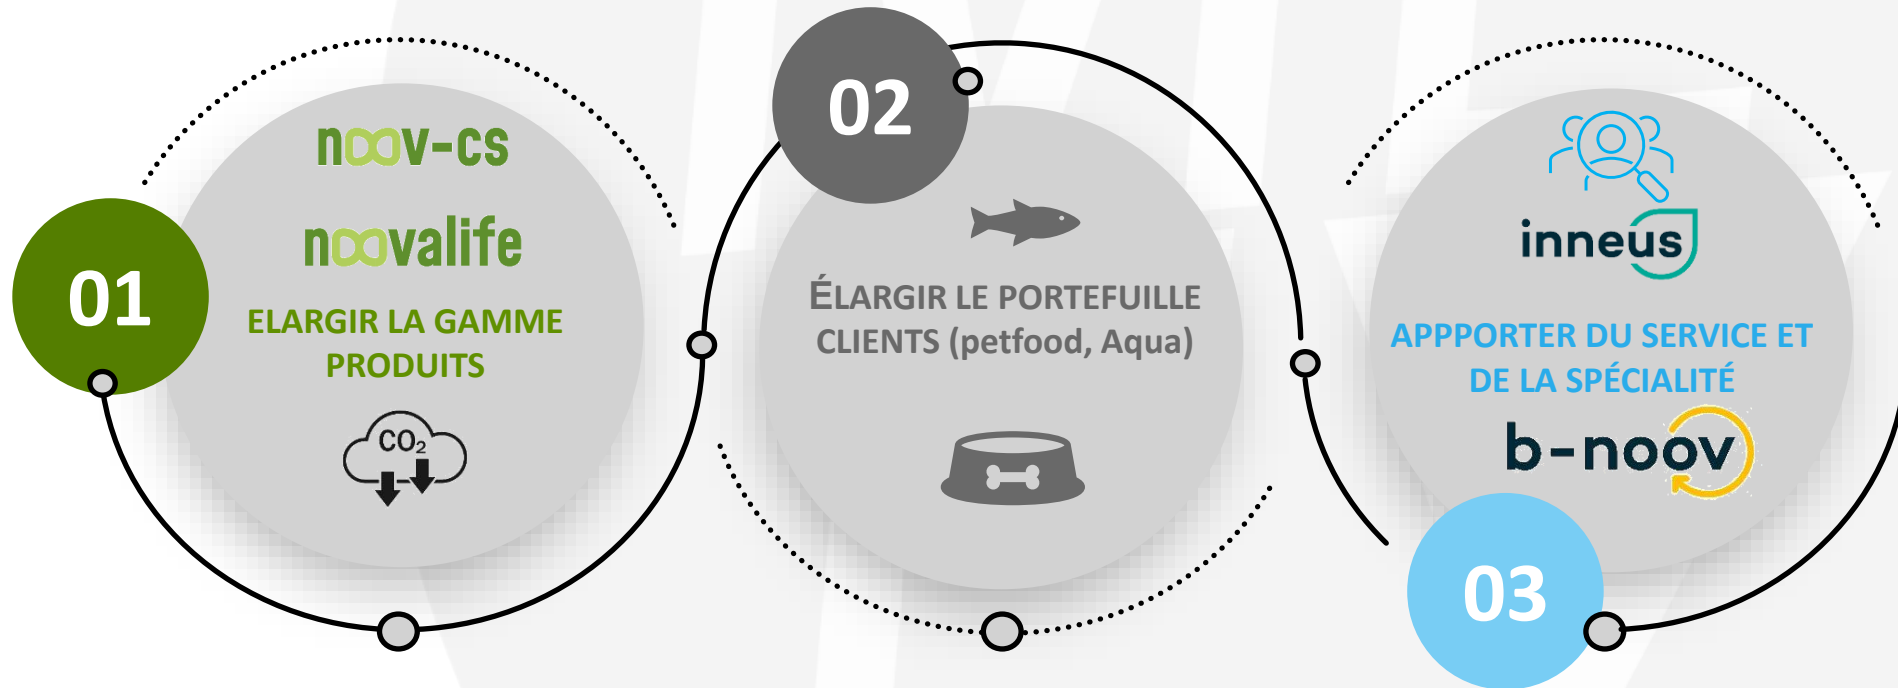 01
noov-cs
noovalife
ELARGIR LA GAMME
PRODUITS
CO₂
02
ÉLARGIR LE PORTEFUILLE
CLIENTS (petfood, Aqua)
inneus
APPPORTER DU SERVICE ET
DE LA SPÉCIALITÉ
b-noov
03